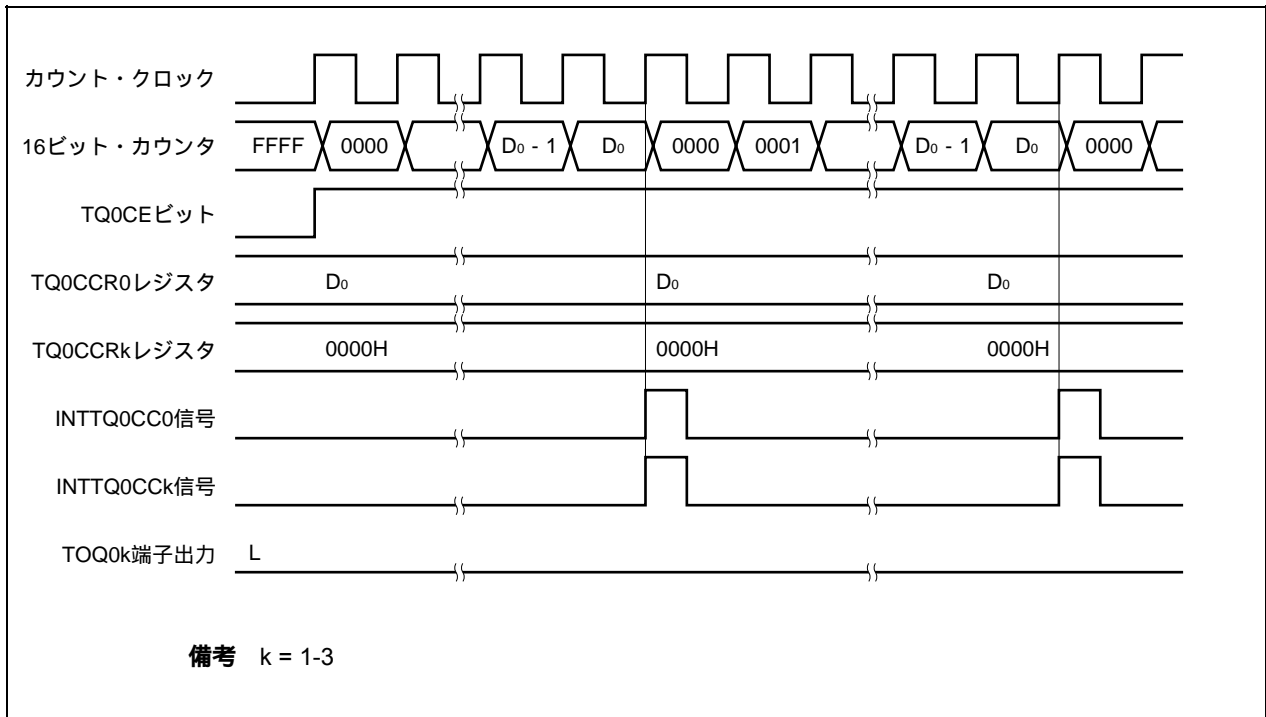 カウント・クロック
16ビット・カウンタ FFFF 0000 D0 - 1 D0 0000 0001 D0 - 1 D0 0000
TQ0CEビット
TQ0CCR0レジスタ D0 D0 D0
TQ0CCRkレジスタ 0000H 0000H 0000H
INTTQ0CC0信号
INTTQ0CCk信号
TOQ0k端子出力 L
備考 k = 1-3